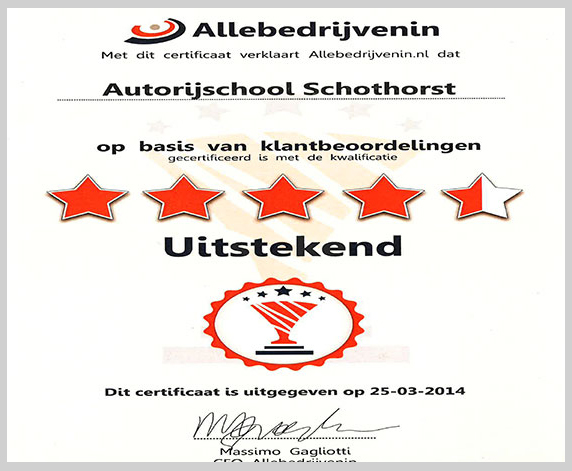 Allebedrijvenin
Met dit certificaat verklaart Allebedrijvenin.nl dat
Autorijschool Schothorst
op basis van klantbeoordelingen
gecertificeerd is met de kwalificatie
Uitstekend
Dit certificaat is uitgegeven op 25-03-2014
Massimo Gagliotti
CEO Allebedrijvenin